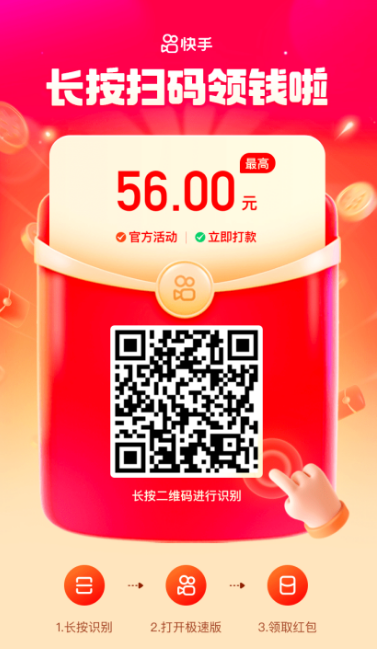 快手
长按扫码领钱啦
最高
56.00元
官方活动 立即打款
长按二维码进行识别
1.长按识别 2.打开极速版 3.领取红包